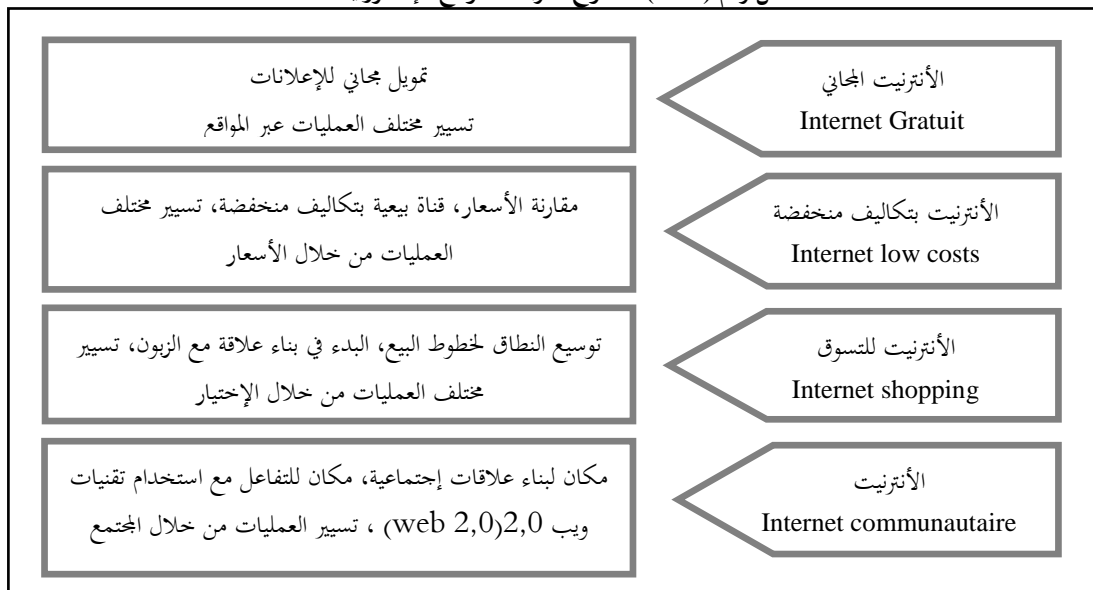 الأنترنيت المجاني
Internet Gratuit
تمويل مجاني للإعلانات
تسيير مختلف العمليات عبر المواقع
الأنترنيت بتكاليف منخفضة
Internet low costs
مقارنة الأسعار، قناة بيعية بتكاليف منخفضة، تسيير مختلف
العمليات من خلال الأسعار
الأنترنيت للتسوق
Internet shopping
توسيع النطاق لخطوط البيع، البدء في بناء علاقة مع الزبون، تسيير
مختلف العمليات من خلال الإختيار
الأنترنيت
Internet communautaire
مكان لبناء علاقات إجتماعية، مكان للتفاعل مع استخدام تقنيات
ويب 2,0(web 2,0) ، تسيير العمليات من خلال المجتمع